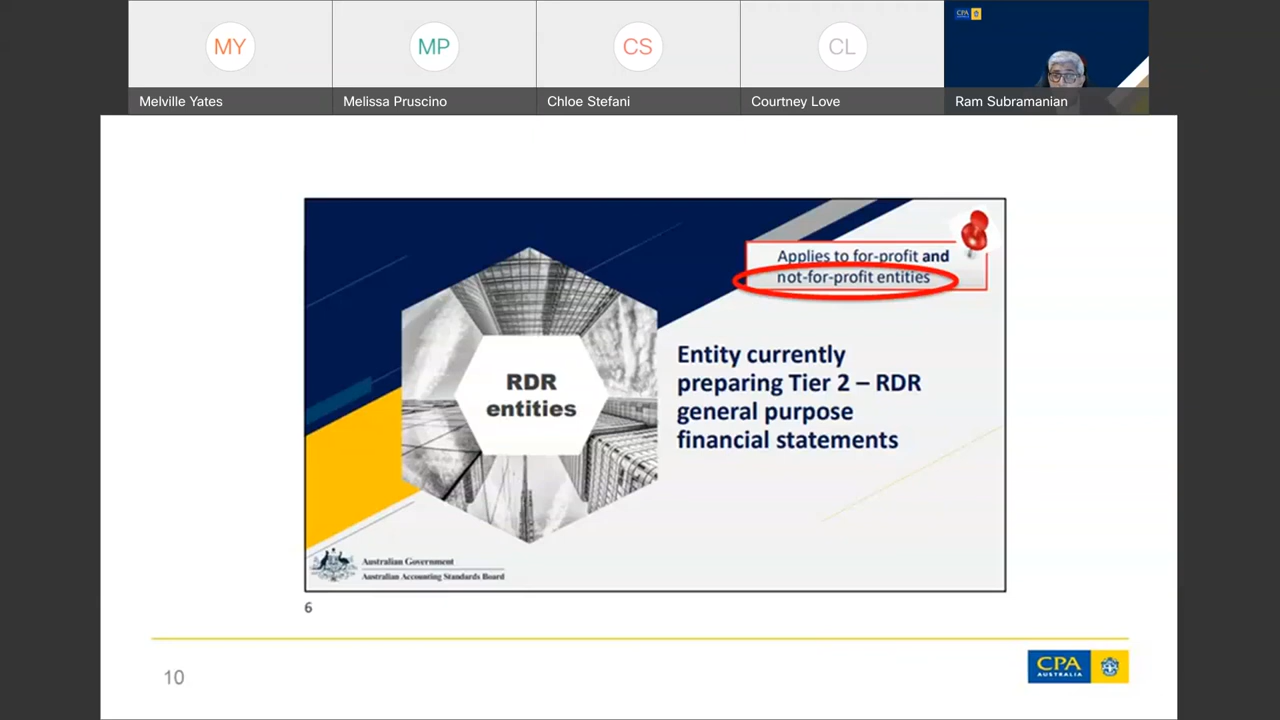 MY
MP
CS
CL
CPA
Melville Yates
Melissa Pruscino
Chloe Stefani
Courtney Love
Ram Subramanian
Applies to for-profit and
not-for-profit entities
RDR
entities
Entity currently
preparing Tier 2 – RDR
general purpose
financial statements
Australian Government
Australian Accounting Standards Board
6
10
CPA
AUSTRALIA